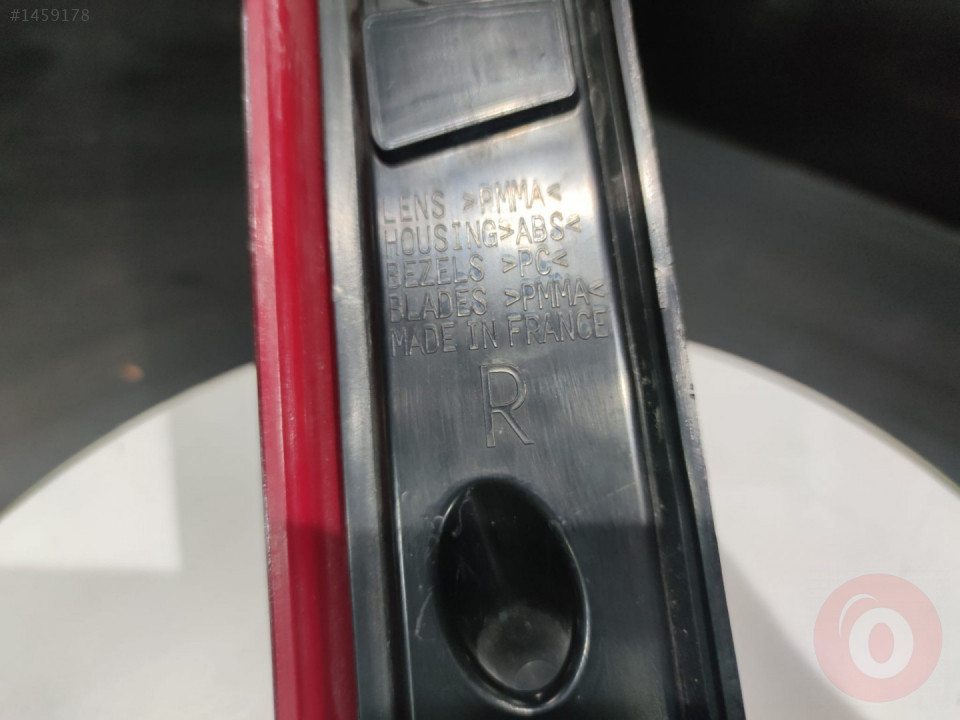 #1459178
LENS >PMMA<
HOUSING>ABS<
BEZELS >PC<
BLADES >PMMA<
MADE IN FRANCE
R